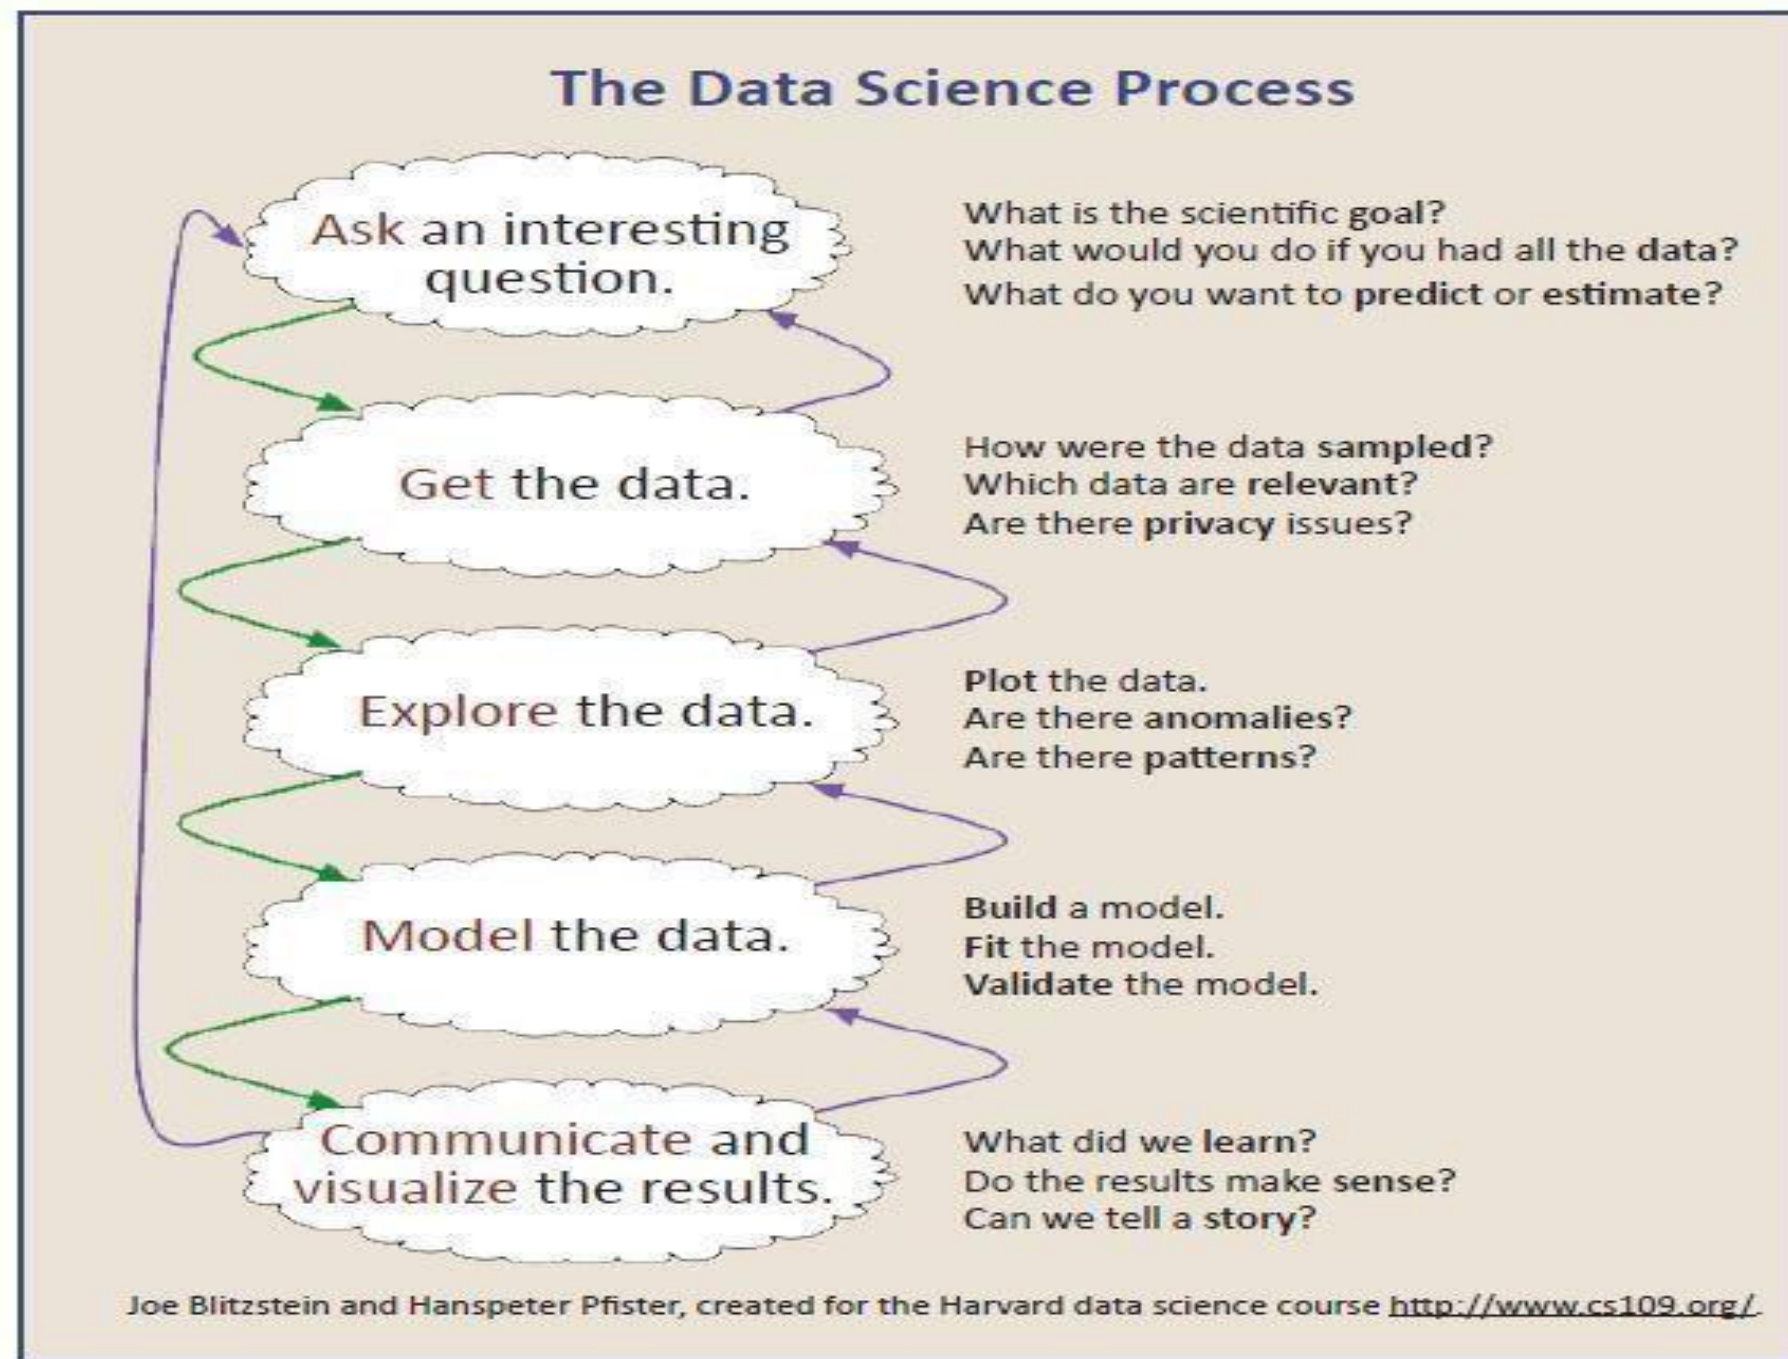 The Data Science Process
Ask an interesting
question.
What is the scientific goal?
What would you do if you had all the data?
What do you want to predict or estimate?
Get the data.
How were the data sampled?
Which data are relevant?
Are there privacy issues?
Explore the data.
Plot the data.
Are there anomalies?
Are there patterns?
Model the data.
Build a model.
Fit the model.
Validate the model.
Communicate and
visualize the results.
What did we learn?
Do the results make sense?
Can we tell a story?
Joe Blitzstein and Hanspeter Pfister, created for the Harvard data science course http://www.cs109.org/.